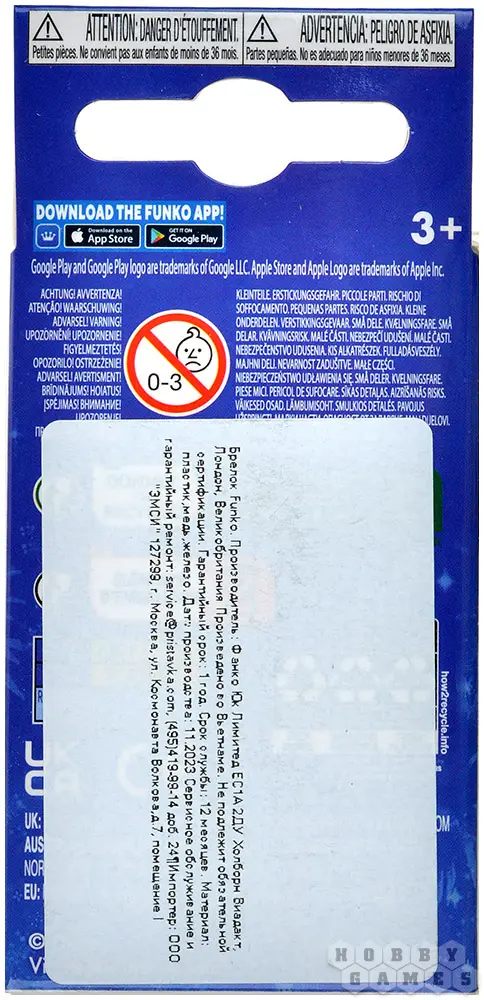 ATTENTION: DANGER D'ÉTOUFFEMENT.
Petites pièces. Ne convient pas aux enfants de moins de 36 mois.
ADVERTENCIA: PELIGRO DE ASFIXIA.
Partes pequeñas. No es adecuado para niños menores de 36 meses.
DOWNLOAD THE FUNKO APP!
Download on the
App Store
GET IT ON
Google Play
3+
Google Play and Google Play logo are trademarks of Google LLC. Apple Store and Apple Logo are trademarks of Apple Inc.
ACHTUNG! AVVERTENZA!
ATENÇÃO! WAARSCHUWING!
ADVARSEL! VARNING!
UPOZORNĚNÍ! UPOZORNENIE!
FIGYELMEZTETÉS!
OPOZORILO! OSTRZEŻENIE!
ADVARSEL! AVERTISMENT!
BRĪDINĀJUMS! HOIATUS!
ĮSPĖJIMAS! ВНИМАНИЕ!
UPOZORENJE!
0-3
KLEINTEILE. ERSTICKUNGSGEFAHR. PICCOLE PARTI. RISCHIO DI
SOFFOCAMENTO. PEQUENAS PARTES. RISCO DE ASFIXIA. KLEINE
ONDERDELEN. VERSTIKKINGSGEVAAR. SMÅ DELE. KVÆLNINGSFARE. SMÅ
DELAR. KVÄVNINGSRISK. MALÉ ČÁSTI. NEBEZPEČÍ UDUŠENÍ. MALÉ ČASTI.
NEBEZPEČENSTVO UDUSENIA. KIS ALKATRÉSZEK. FULLADÁSVESZÉLY.
MAJHNI DELI. NEVARNOST ZADUŠITVE. MAŁE CZĘŚCI.
NIEBEZPIECZEŃSTWO UDŁAWIENIA SIĘ. SMÅ DELER. KVELNINGSFARE.
PIESE MICI. PERICOL DE SUFOCARE. SĪKAS DETAĻAS. AIZRĪŠANĀS RISKS.
VÄIKESED OSAD. LÄMBUMISOHT. SMULKIOS DETALĖS. PAVOJUS
Брелок Funko. Производитель: Фанко Юк Лимитед ЕС1А 2ДУ Холборн Виадакт,
Лондон, Великобритания Произведено во Вьетнаме. Не подлежит обязательной
сертификации. Гарантийный срок: 1 год. Срок службы: 12 месяцев. Материал:
пластик,медь,железо. Дата производства: 11.2023 Сервисное обслуживание и
гарантийный ремонт: service@pristavka.com, (495)419-99-14 доб. 241¶Импортер: ООО
"ЭМСИ" 127299, г. Москва, ул. Космонавта Волкова,д.7, помещение I
how2recycle.info
UK
CA
UK:
AUS
NOR
EU:
OM
©
HOBBY
GAMES